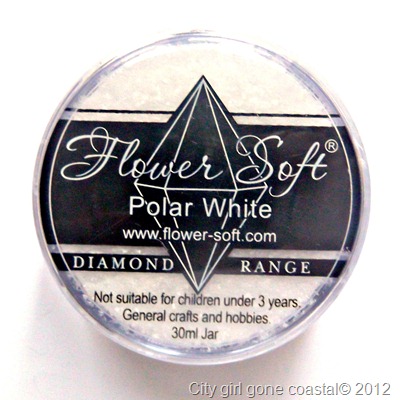 Flower Soft®
Polar White
www.flower-soft.com
DIAMOND RANGE
Not suitable for children under 3 years.
General crafts and hobbies.
30ml Jar
City girl gone coastal© 2012